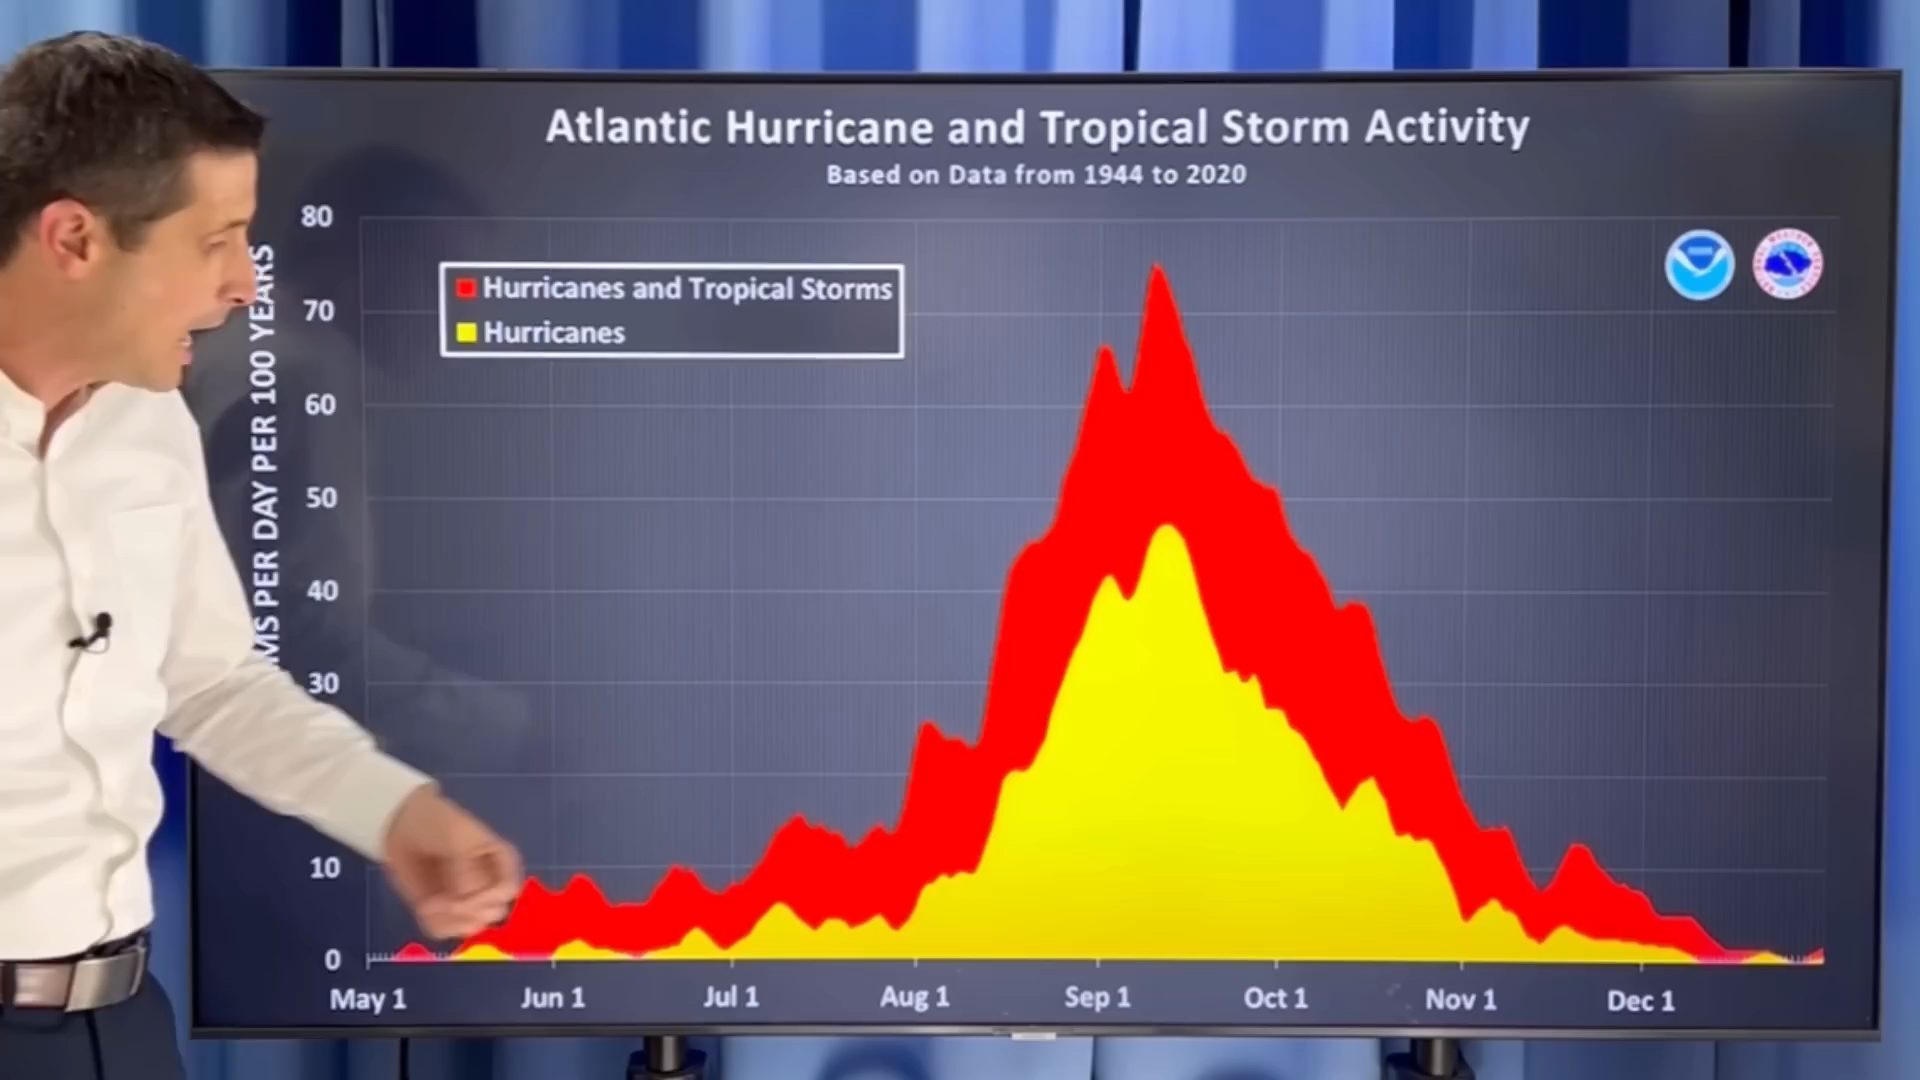 Atlantic Hurricane and Tropical Storm Activity
Based on Data from 1944 to 2020
80
70
60
50
40
30
10
0
MS PER DAY PER 100 YEARS
Hurricanes and Tropical Storms
Hurricanes
May 1
Jun 1
Jul 1
Aug 1
Sep 1
Oct 1
Nov 1
Dec 1